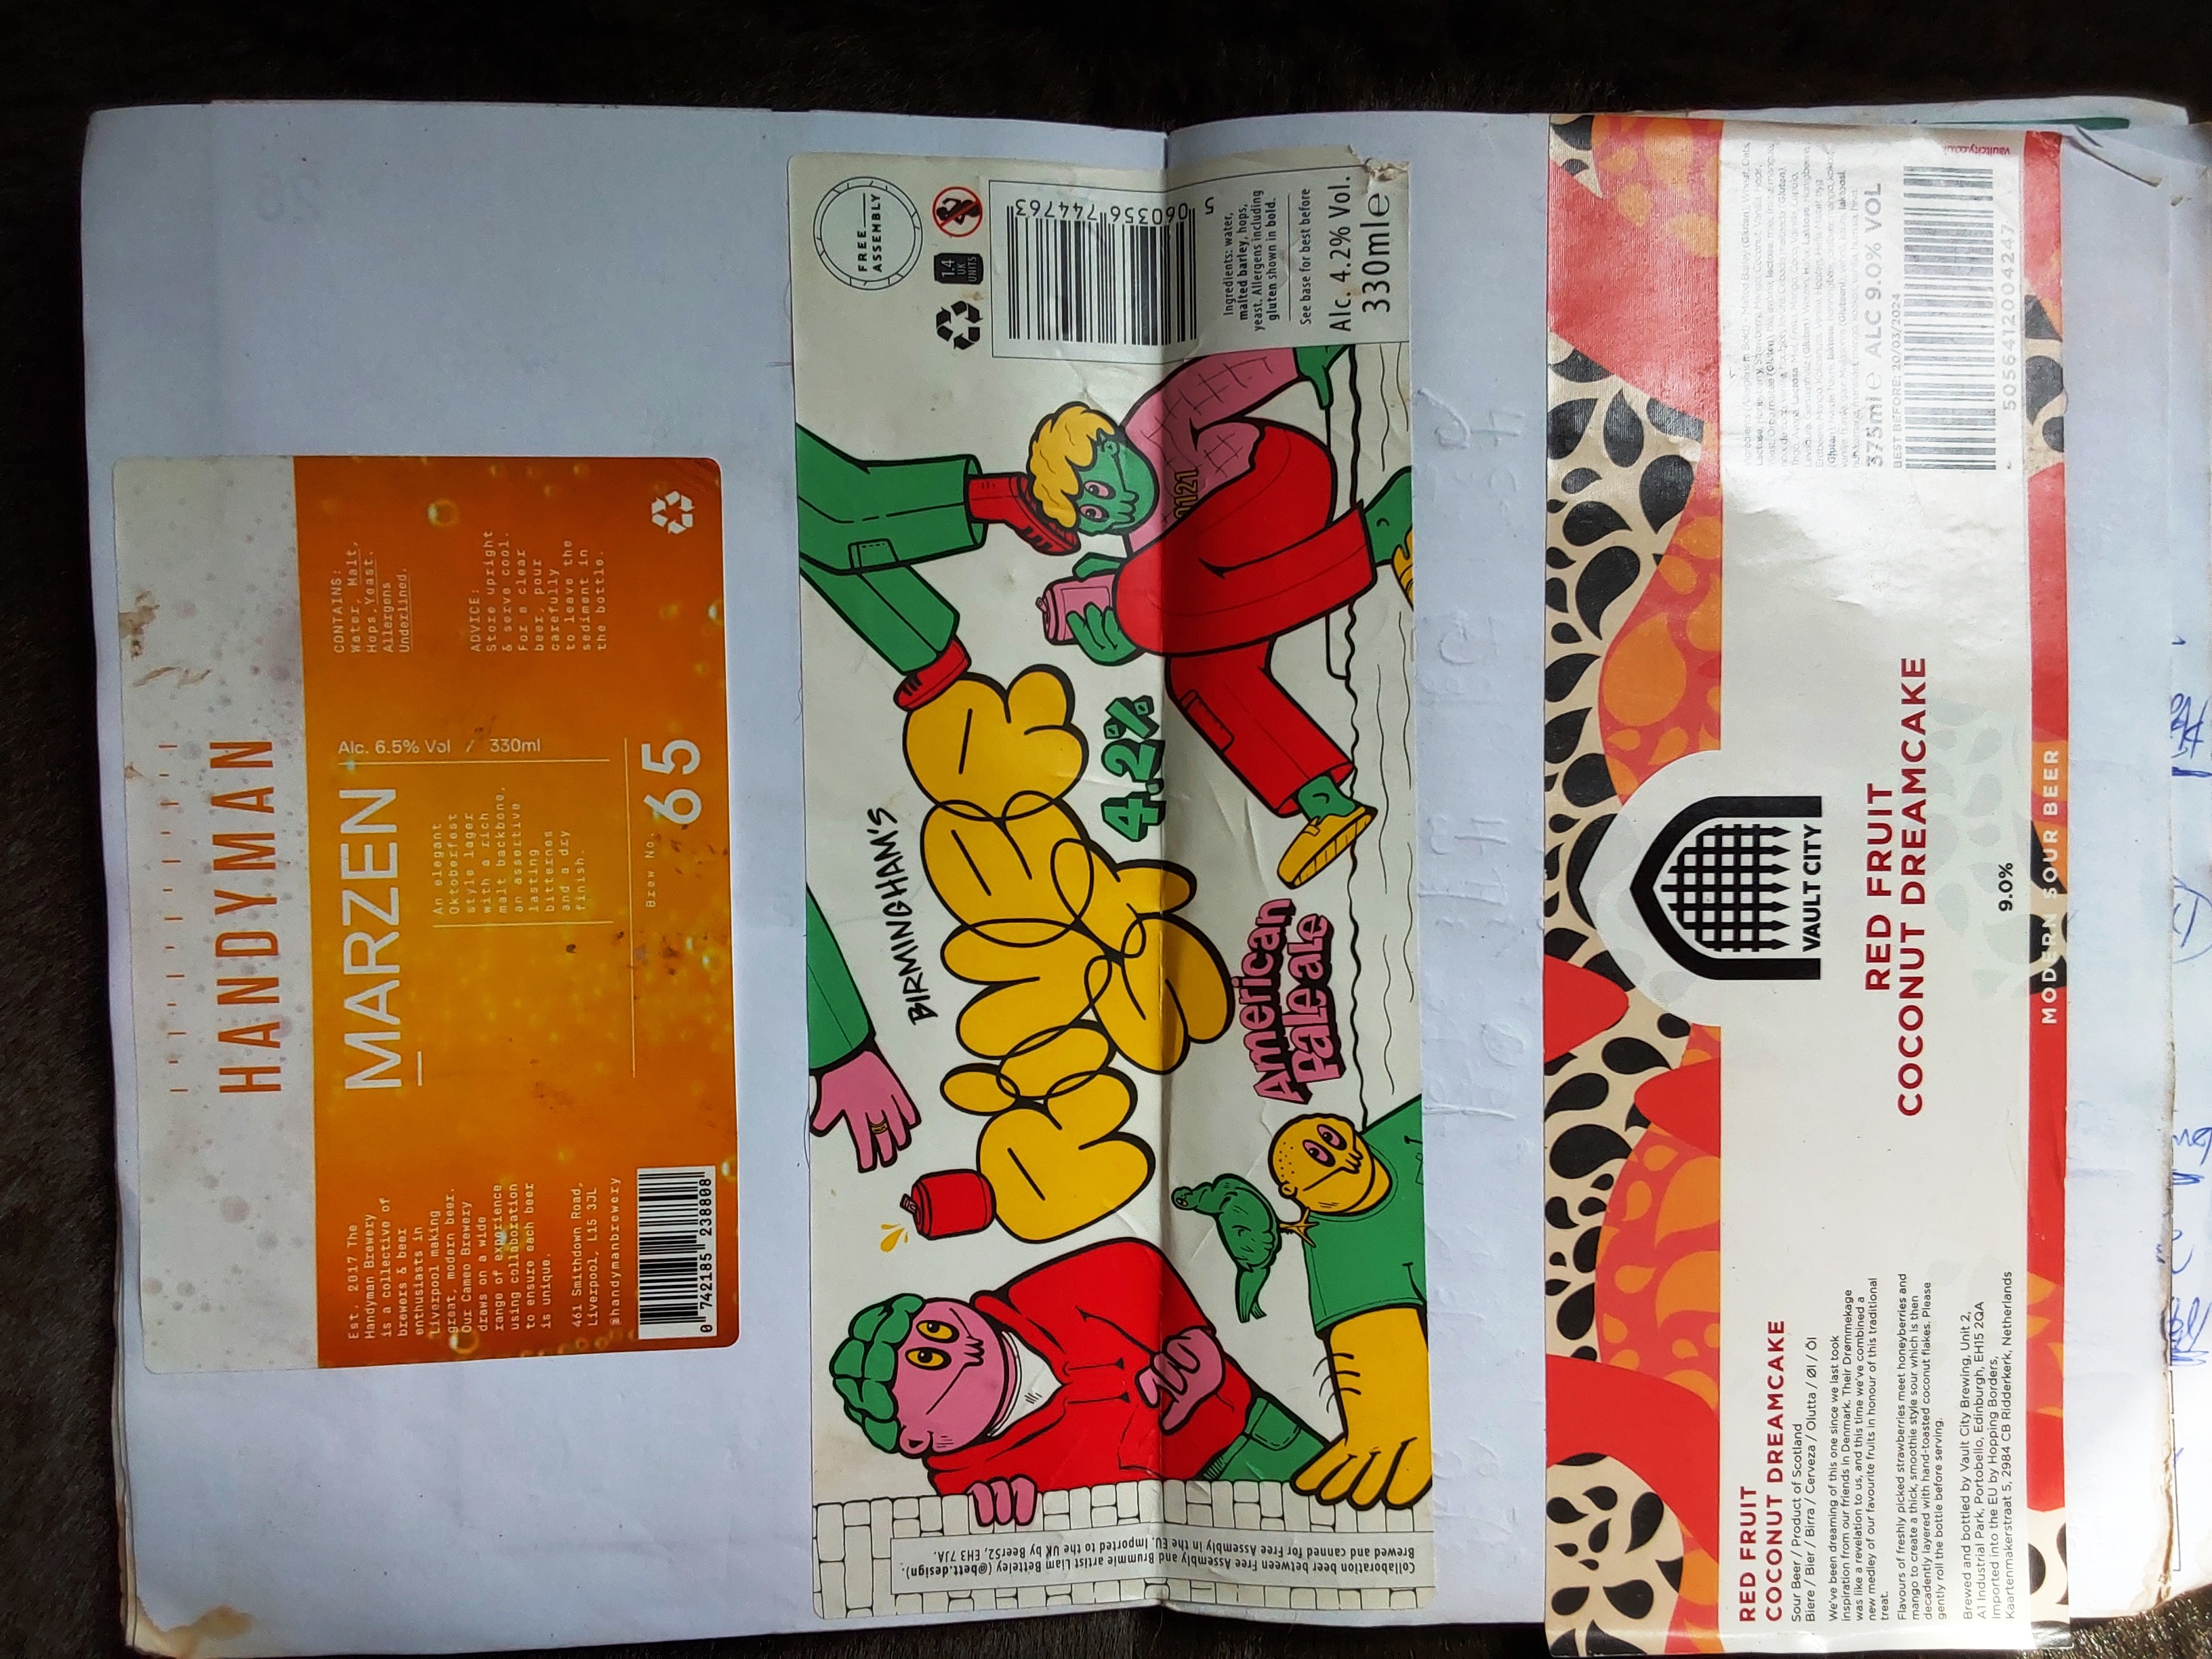 HANDYMAN
MARZEN
Alc. 6.5% Vol / 330ml
An elegant
Oktoberfest
style lager
with a rich
malt backbone,
an assertive
lasting
bitterness
and a dry
finish.
Brew No. 65
Est. 2017 The
Handyman Brewery
is a collective of
brewers & beer
enthusiasts in
Liverpool making
great, modern beer.
Our Cameo Brewery
draws on a wide
range of experience
using collaboration
to ensure each beer
is unique.
461 Smithdown Road,
Liverpool, L15 3JL
@handymanbrewery
0 742185 238808
CONTAINS:
Water, Malt,
Hops, Yeast.
Allergens
Underlined.
ADVICE:
Store upright
& serve cool.
For a clear
beer, pour
carefully
to leave the
sediment in
the bottle.
Collaboration beer between Free Assembly and Brummie artist Liam Betteley (@bett.design).
Brewed and canned for Free Assembly in the EU. Imported to the UK by Beer52, EH3 7JA.
BIRMINGHAM'S
FINEST
4.2%
American
Pale ale
0121
FREE
ASSEMBLY
1.4
UK
UNITS
5 060356 744763
Ingredients: water,
malted barley, hops,
yeast. Allergens including
gluten shown in bold.
See base for best before
Alc. 4.2% Vol.
330ml e
RED FRUIT
COCONUT DREAMCAKE
Sour Beer / Product of Scotland
Biere / Bier / Birra / Cerveza / Olutta / Øl / Öl
We've been dreaming of this one since we last took
inspiration from our friends in Denmark. Their Drømmekage
was like a revelation to us, and this time we've combined a
new medley of our favourite fruits in honour of this traditional
treat.
Flavours of freshly picked strawberries meet honeyberries and
mango to create a thick, smoothie style sour which is then
decadently layered with hand-toasted coconut flakes. Please
gently roll the bottle before serving.
Brewed and bottled by Vault City Brewing, Unit 2,
A1 Industrial Park, Portobello, Edinburgh, EH15 2QA
Imported into the EU by Hopping Borders,
Kaartenmakerstraat 5, 2984 CB Ridderkerk, Netherlands
VAULT CITY
RED FRUIT
COCONUT DREAMCAKE
9.0%
MODERN SOUR BEER
375ml e ALC 9.0% VOL
BEST BEFORE: 20/03/2024
5056412004247
vaultcity.co.uk